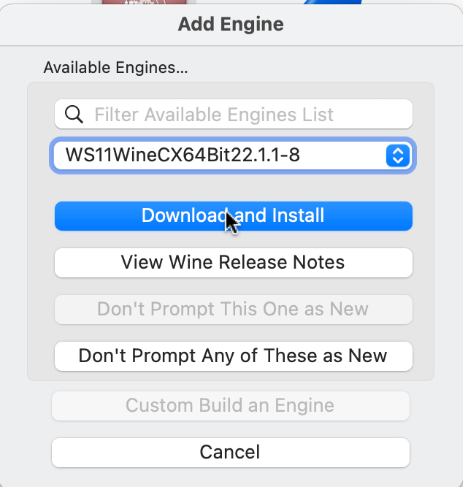 Add Engine
Available Engines...
Filter Available Engines List
WS11WineCX64Bit22.1.1-8
Download and Install
View Wine Release Notes
Don't Prompt This One as New
Don't Prompt Any of These as New
Custom Build an Engine
Cancel